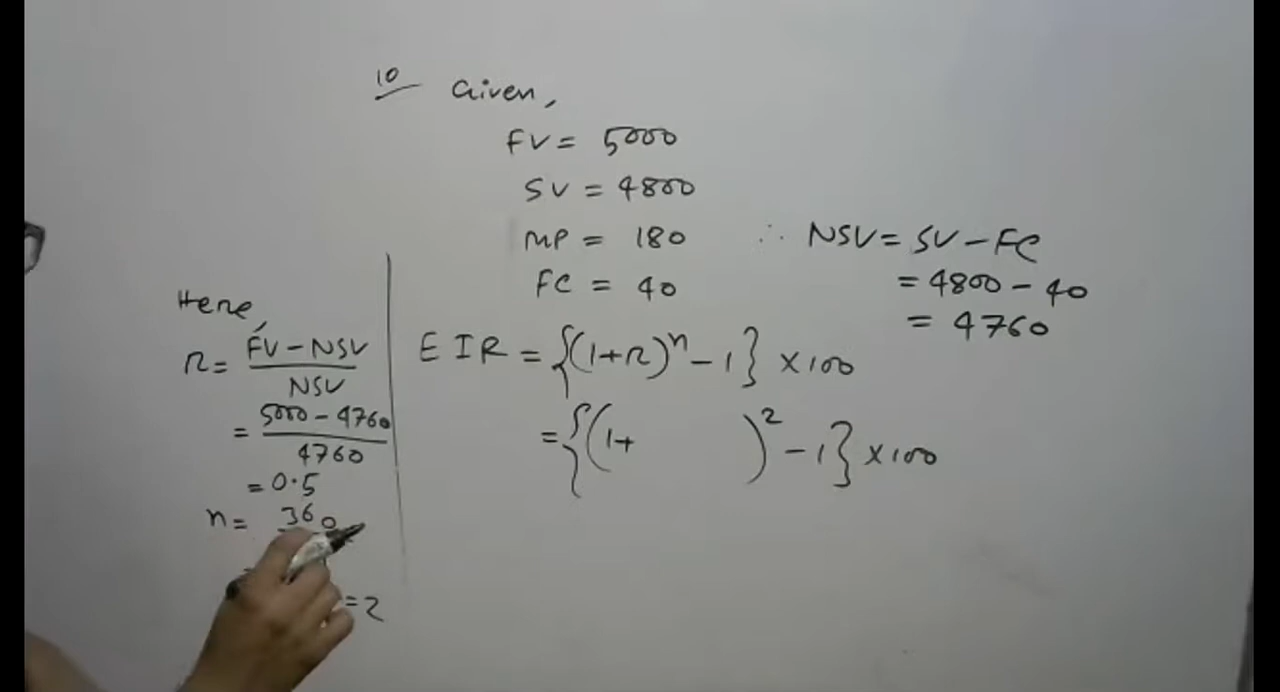 10 Given,
FV = 5000
SV = 4800
MP = 180
FC = 40
∴ NSV = SV - FC
= 4800 - 40
= 4760
Here,
r = FV - NSV / NSV
= 5000 - 4760 / 4760
= 0.5
n = 360
= 2
EIR = {(1+r)^n - 1} × 100
= {(1+ )^2 - 1} × 100